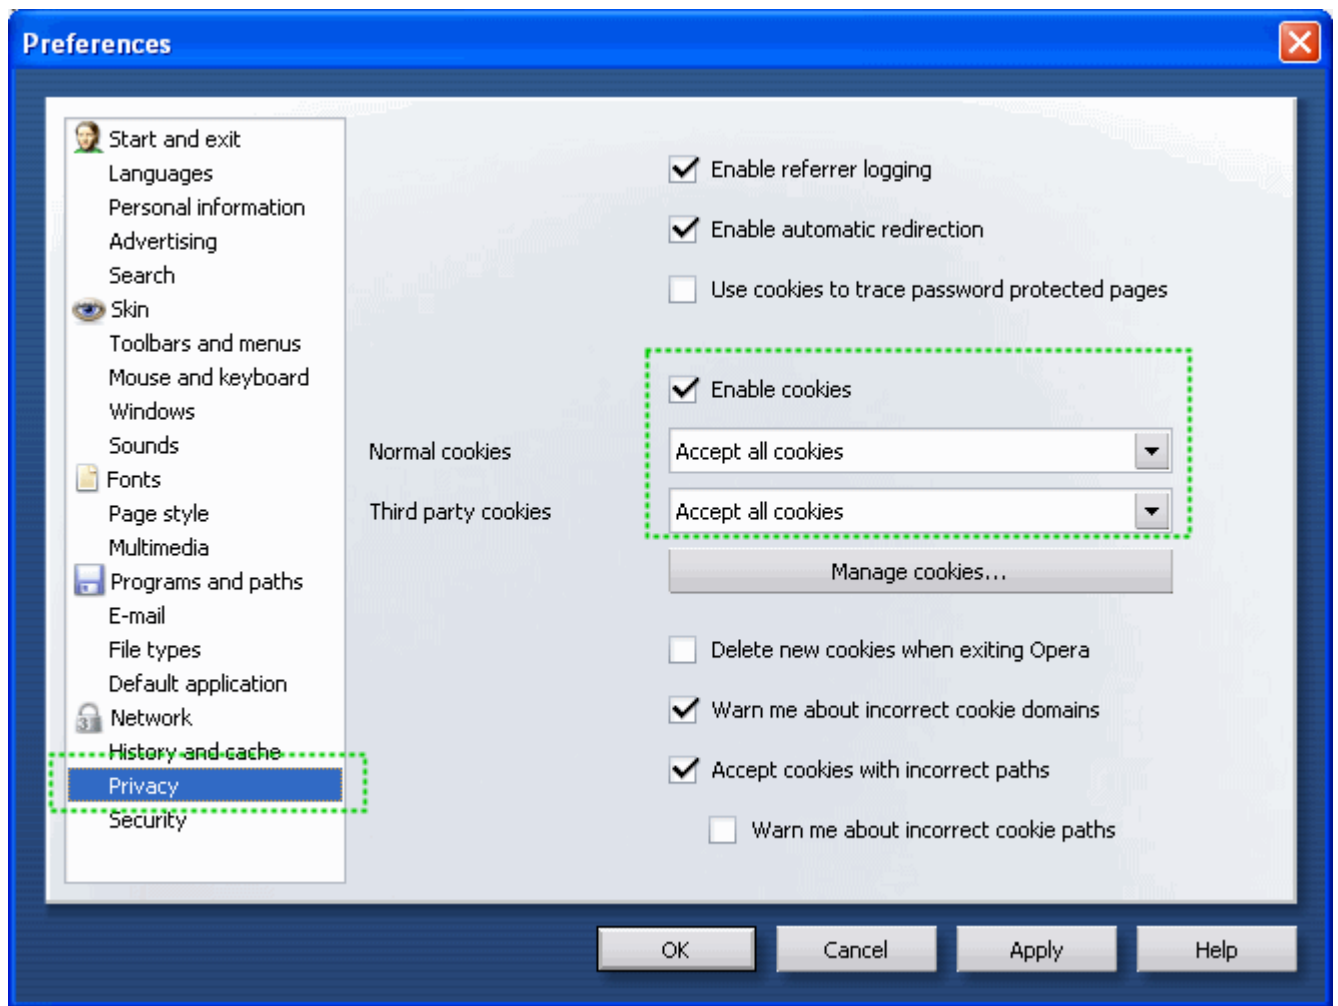 Preferences
Start and exit
Languages
Personal information
Advertising
Search
Skin
Toolbars and menus
Mouse and keyboard
Windows
Sounds
Fonts
Page style
Multimedia
Programs and paths
E-mail
File types
Default application
Network
History and cache
Privacy
Security
Enable referrer logging
Enable automatic redirection
Use cookies to trace password protected pages
Enable cookies
Normal cookies Accept all cookies
Third party cookies Accept all cookies
Manage cookies...
Delete new cookies when exiting Opera
Warn me about incorrect cookie domains
Accept cookies with incorrect paths
Warn me about incorrect cookie paths
OK Cancel Apply Help